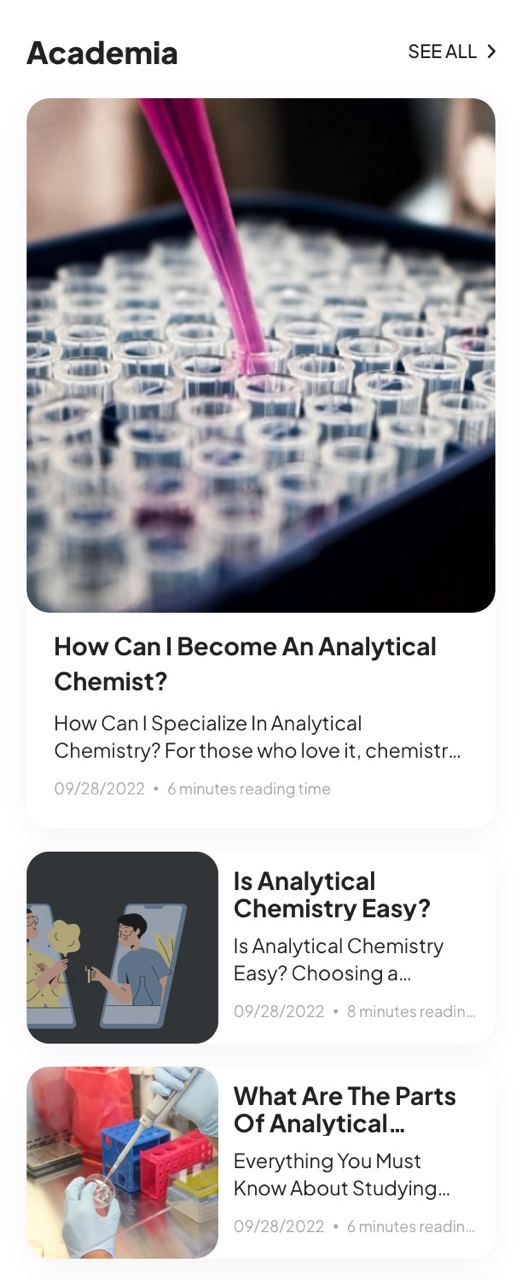 Academia
SEE ALL
How Can I Become An Analytical
Chemist?
How Can I Specialize In Analytical
Chemistry? For those who love it, chemistr...
09/28/2022 • 6 minutes reading time
Is Analytical
Chemistry Easy?
Is Analytical Chemistry
Easy? Choosing a...
09/28/2022 • 8 minutes readin...
What Are The Parts
Of Analytical...
Everything You Must
Know About Studying...
09/28/2022 • 6 minutes readin...